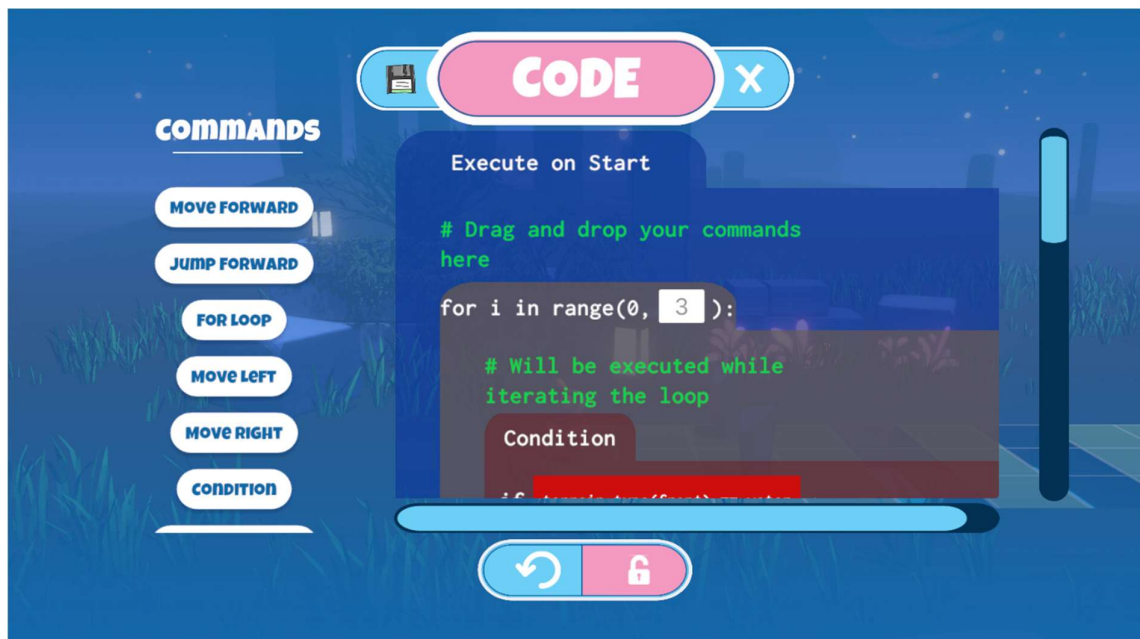 CODE
COMMANDS
MOVE FORWARD
JUMP FORWARD
FOR LOOP
MOVE LEFT
MOVE RIGHT
CONDITION
Execute on Start
# Drag and drop your commands
here
for i in range(0, 3 ):
# Will be executed while
iterating the loop
Condition
if